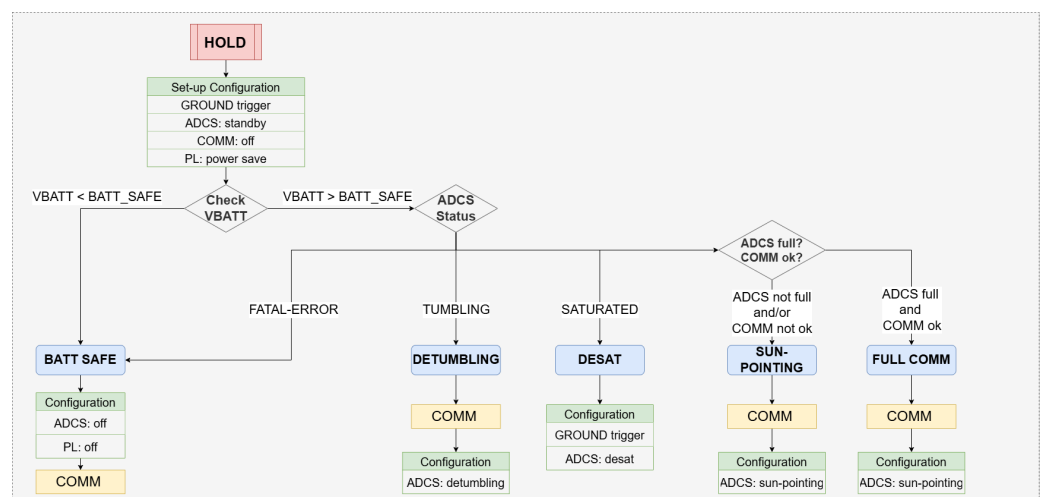 HOLD
Set-up Configuration
GROUND trigger
ADCS: standby
COMM: off
PL: power save
VBATT < BATT_SAFE
Check
VBATT
VBATT > BATT_SAFE
ADCS
Status
ADCS full?
COMM ok?
FATAL-ERROR
TUMBLING
SATURATED
ADCS not full
and/or
COMM not ok
ADCS full
and
COMM ok
BATT SAFE
DETUMBLING
DESAT
SUN-
POINTING
FULL COMM
Configuration
ADCS: off
PL: off
COMM
COMM
Configuration
ADCS: detumbling
Configuration
GROUND trigger
ADCS: desat
COMM
Configuration
ADCS: sun-pointing
COMM
Configuration
ADCS: sun-pointing